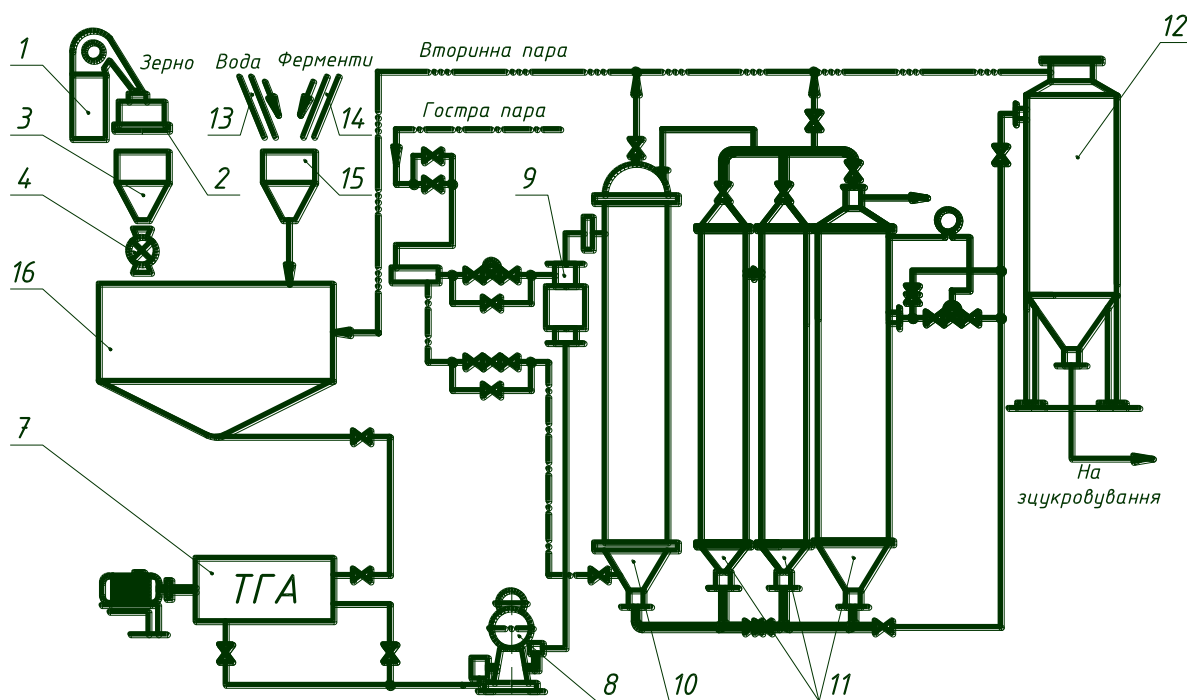 1
Зерно
Вода
Ферменти
Вторинна пара
12
3
13
14
Гостра пара
4
2
15
9
16
7
На
зцукровування
ТГА
8
10
11